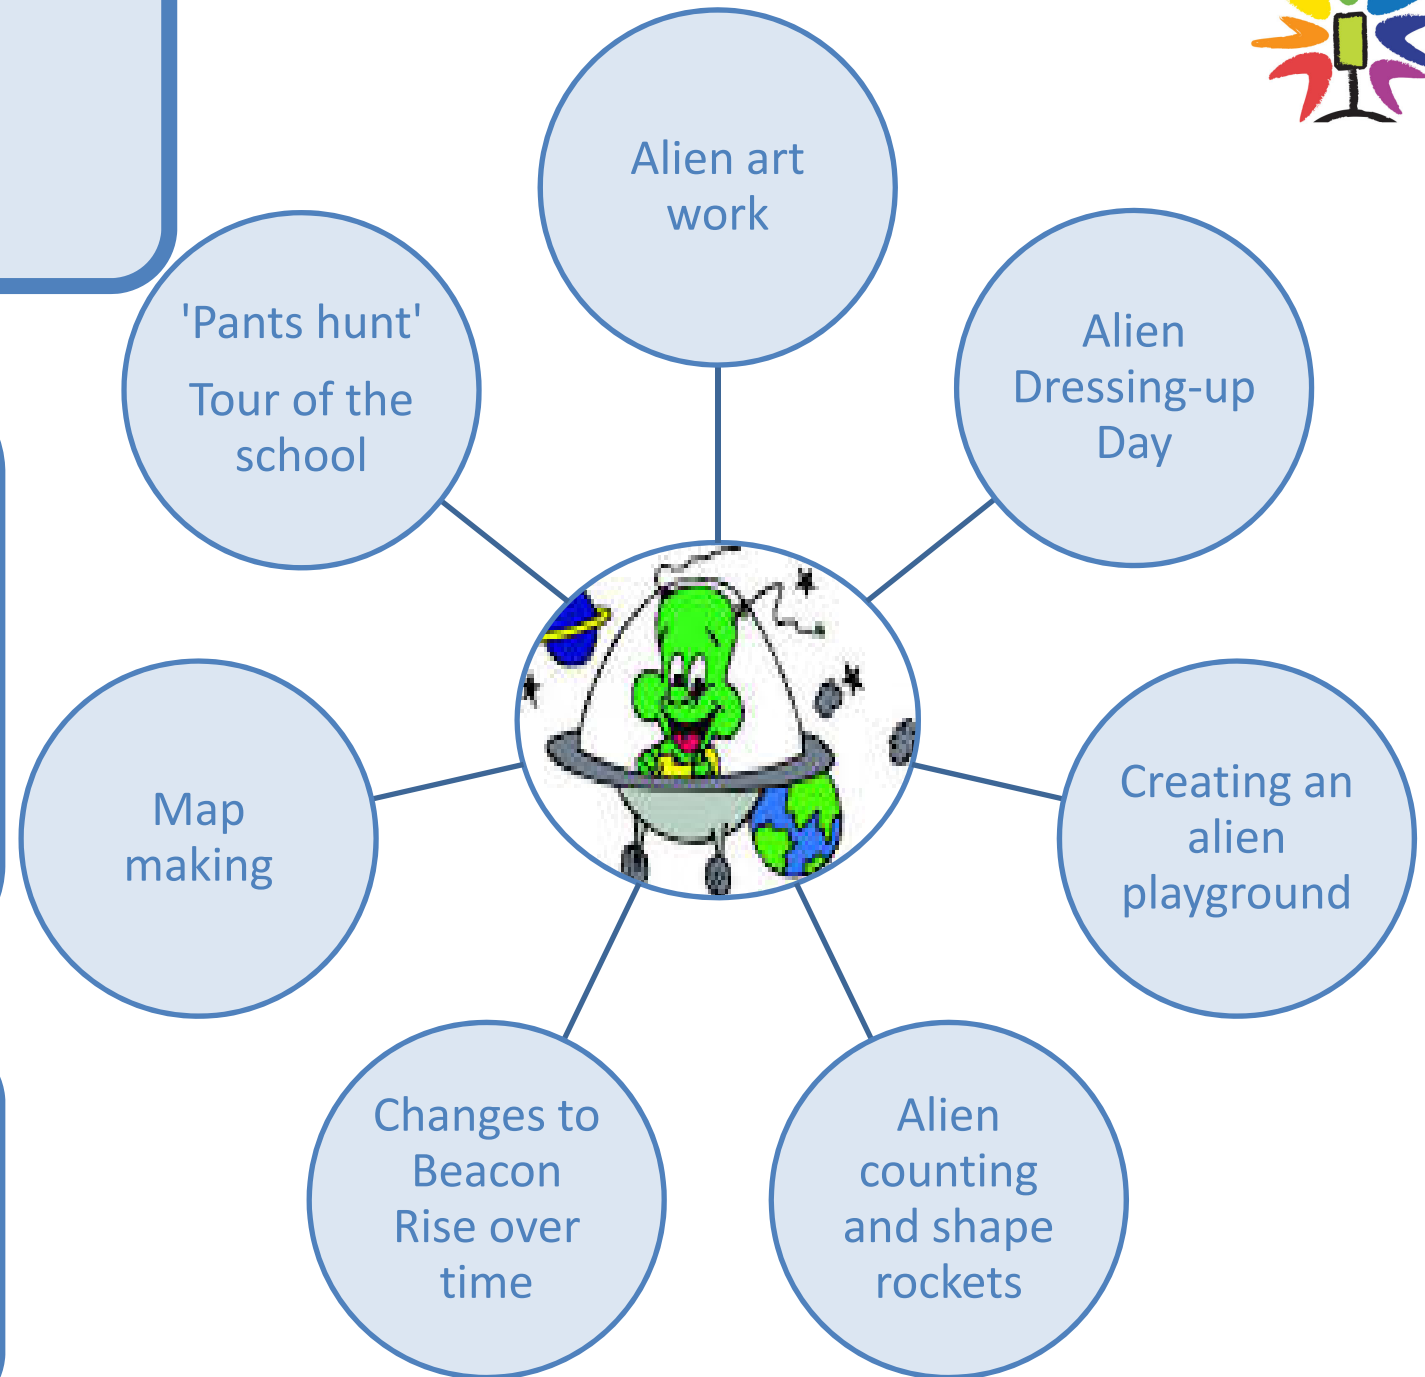 Alien art
work
'Pants hunt'
Tour of the
school
Alien
Dressing-up
Day
Map
making
Creating an
alien
playground
Changes to
Beacon
Rise over
time
Alien
counting
and shape
rockets